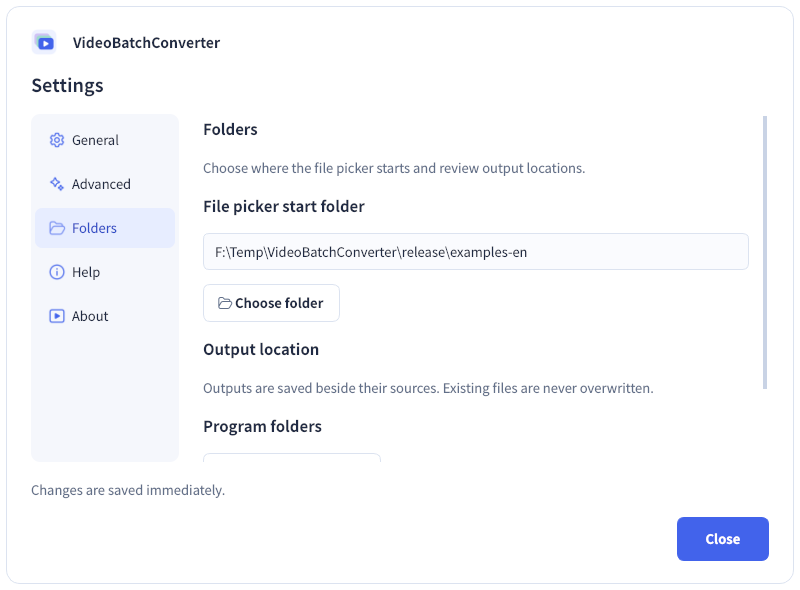 VideoBatchConverter
Settings
General
Advanced
Folders
Help
About
Folders
Choose where the file picker starts and review output locations.
File picker start folder
F:\Temp\VideoBatchConverter\release\examples-en
Choose folder
Output location
Outputs are saved beside their sources. Existing files are never overwritten.
Program folders
Changes are saved immediately.
Close